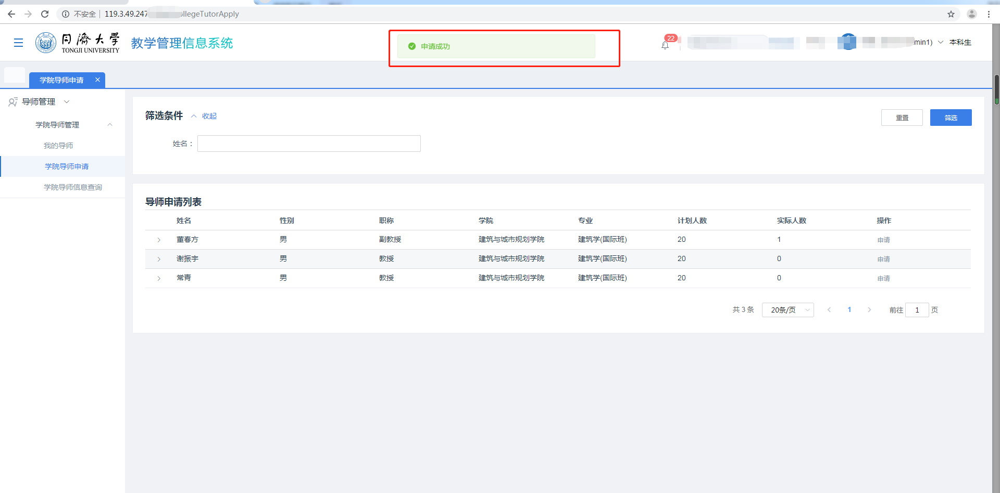 不安全 119.3.49.247 ollegeTutorApply
同濟大学
TONGJI UNIVERSITY
教学管理信息系统
申请成功
22
min1) 本科生
学院导师申请
导师管理
学院导师管理
我的导师
学院导师申请
学院导师信息查询
筛选条件 收起
重置 筛选
姓名：
导师申请列表
姓名 性别 职称 学院 专业 计划人数 实际人数 操作
董春方 男 副教授 建筑与城市规划学院 建筑学(国际班) 20 1 申请
谢振宇 男 教授 建筑与城市规划学院 建筑学(国际班) 20 0 申请
常青 男 教授 建筑与城市规划学院 建筑学(国际班) 20 0 申请
共 3 条 20条/页 1 前往 1 页